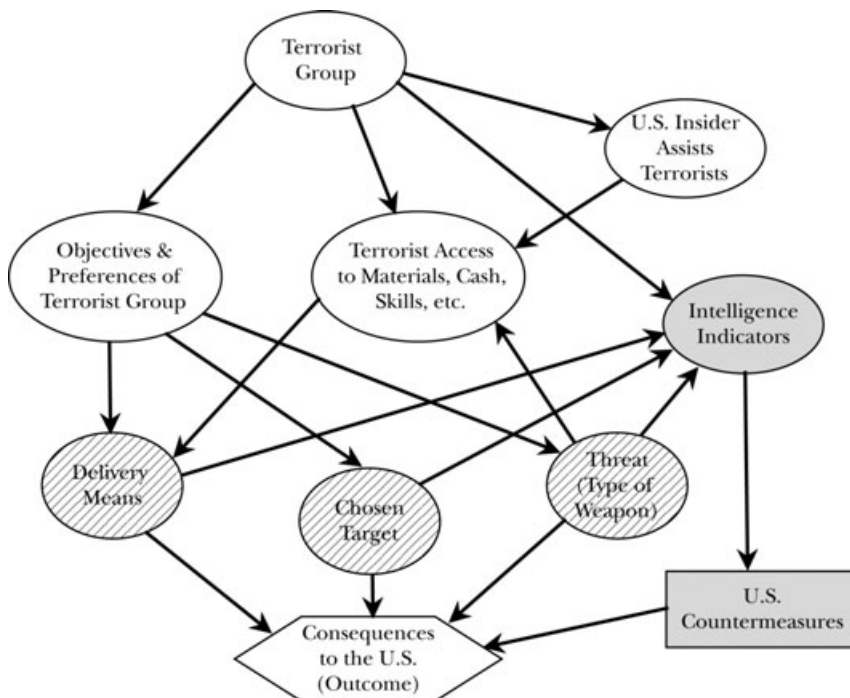 Terrorist
Group
U.S. Insider
Assists
Terrorists
Objectives &
Preferences of
Terrorist Group
Terrorist Access
to Materials, Cash,
Skills, etc.
Intelligence
Indicators
Delivery
Means
Chosen
Target
Threat
(Type of
Weapon)
U.S.
Countermeasures
Consequences
to the U.S.
(Outcome)